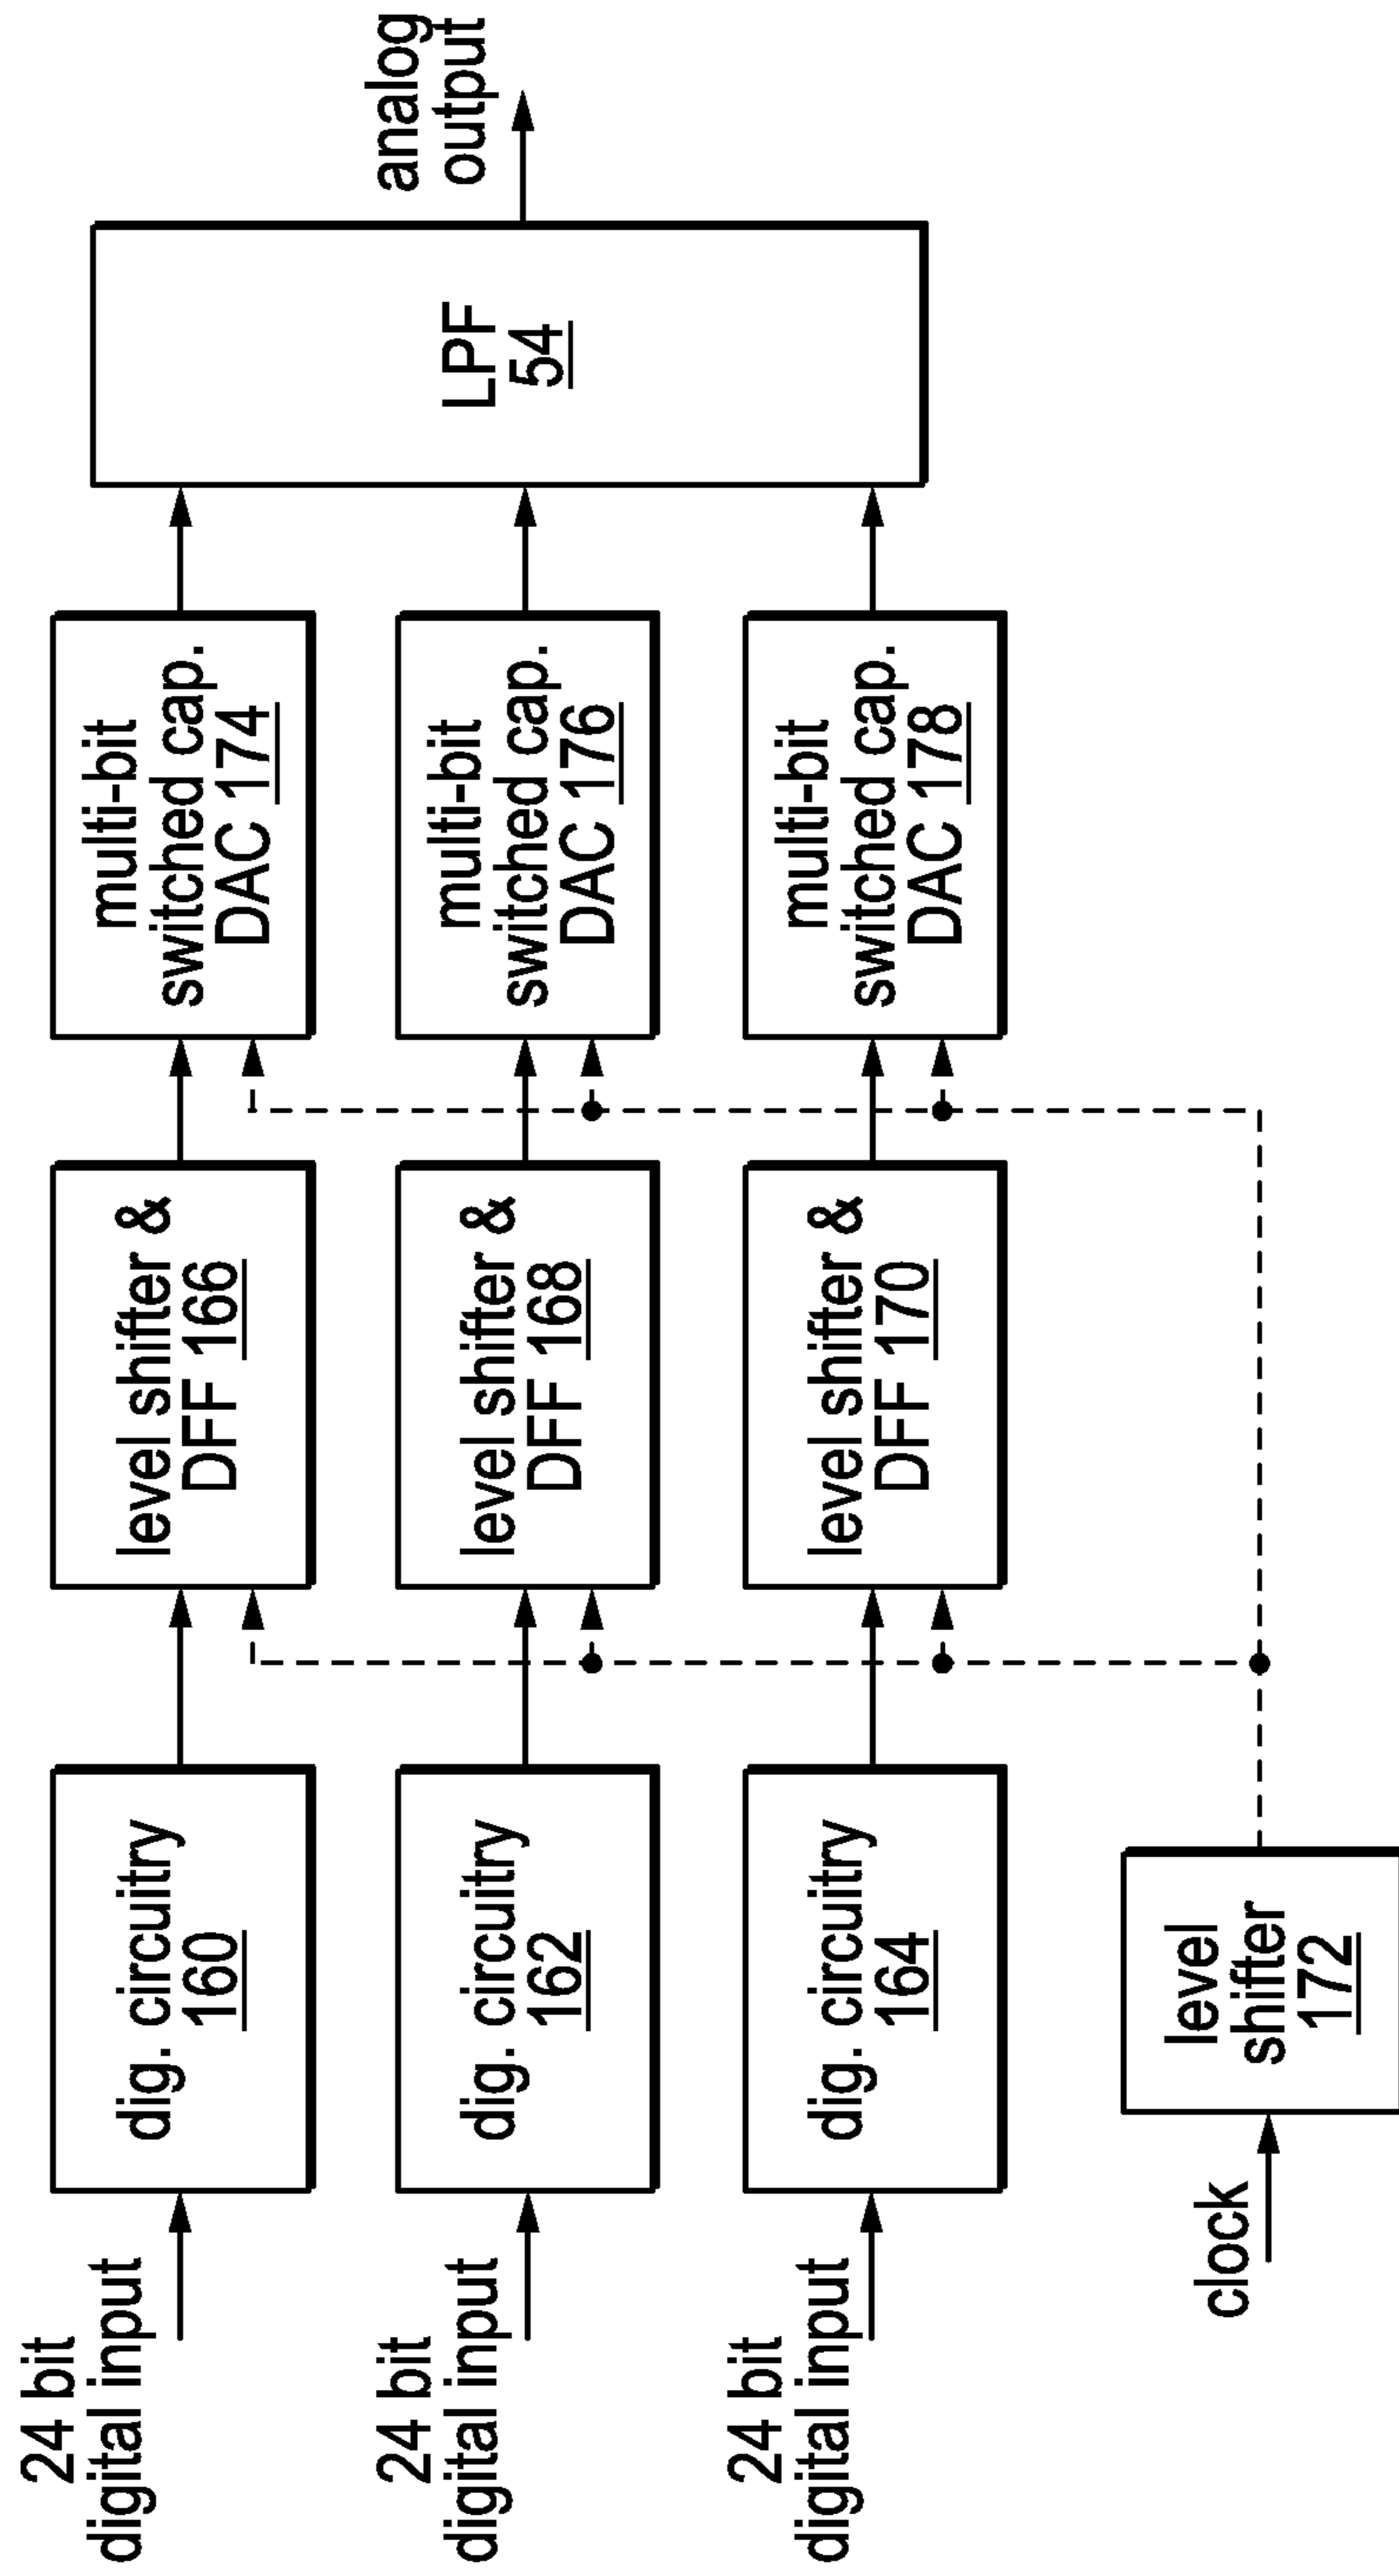 24 bit
digital input
dig. circuitry
160
level shifter &
DFF 166
multi-bit
switched cap.
DAC 174
24 bit
digital input
dig. circuitry
162
level shifter &
DFF 168
multi-bit
switched cap.
DAC 176
LPF
54
analog
output
24 bit
digital input
dig. circuitry
164
level shifter &
DFF 170
multi-bit
switched cap.
DAC 178
clock
level
shifter
172